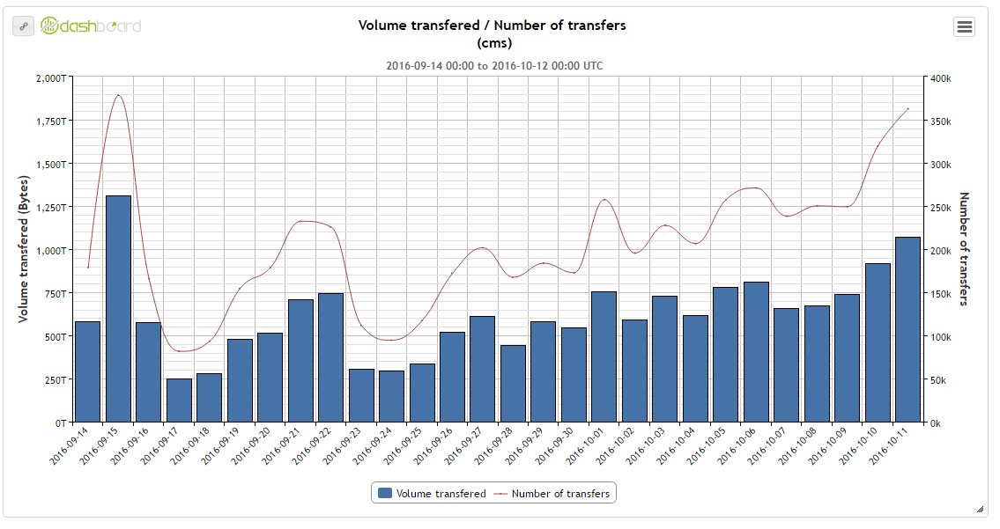 dashboard
Volume transfered / Number of transfers
(cms)
2016-09-14 00:00 to 2016-10-12 00:00 UTC
2,000T
1,750T
1,500T
1,250T
1,000T
750T
500T
250T
0T
Volume transfered (Bytes)
400k
350k
300k
250k
200k
150k
100k
50k
0k
Number of transfers
2016-09-14
2016-09-15
2016-09-16
2016-09-17
2016-09-18
2016-09-19
2016-09-20
2016-09-21
2016-09-22
2016-09-23
2016-09-24
2016-09-25
2016-09-26
2016-09-27
2016-09-28
2016-09-29
2016-09-30
2016-10-01
2016-10-02
2016-10-03
2016-10-04
2016-10-05
2016-10-06
2016-10-07
2016-10-08
2016-10-09
2016-10-10
2016-10-11
Volume transfered
Number of transfers